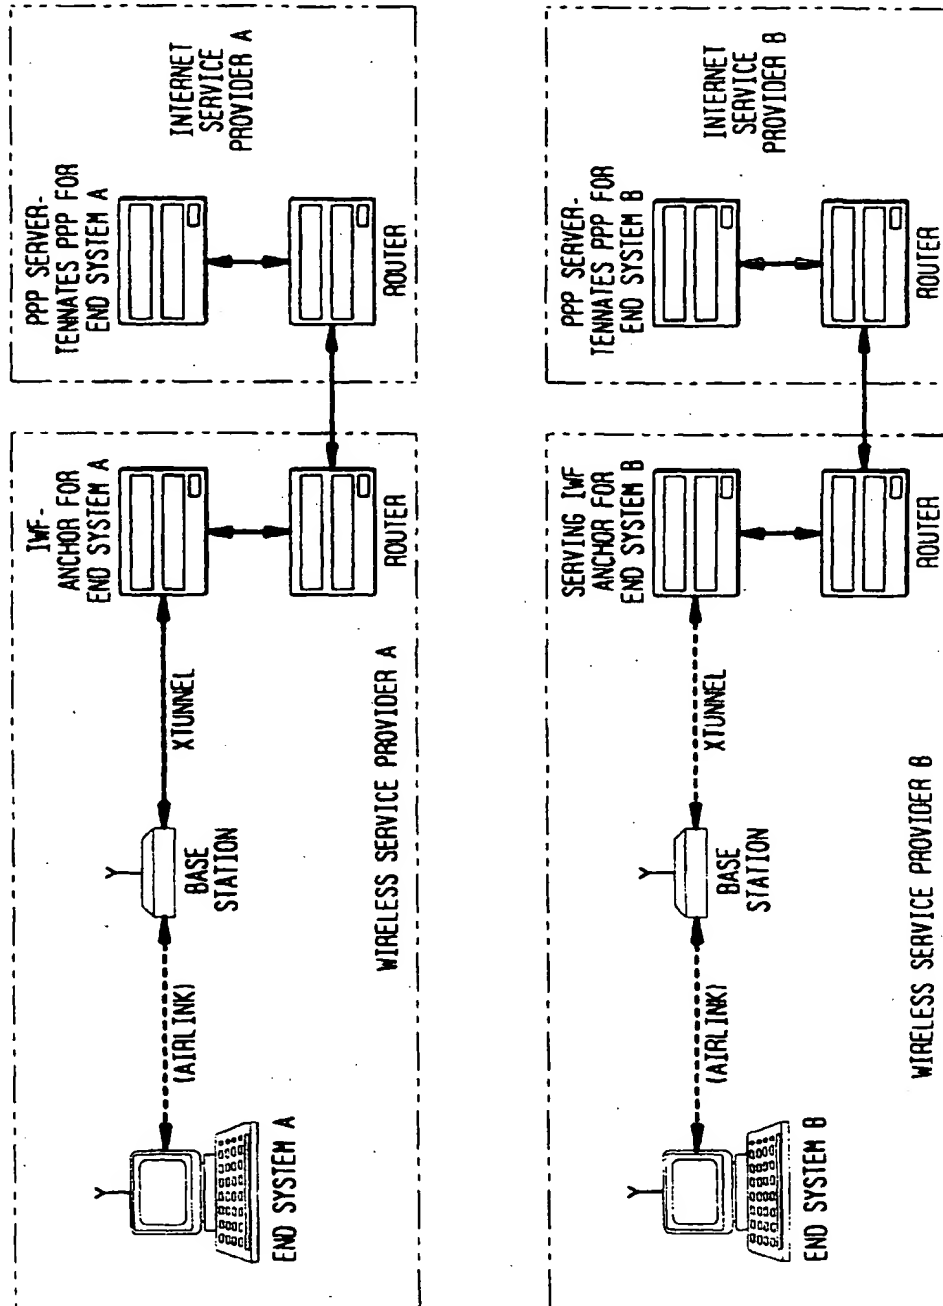 INTERNET
SERVICE
PROVIDER A
PPP SERVER-
TENNATES PPP FOR
END SYSTEM A
ROUTER
IWF-
ANCHOR FOR
END SYSTEM A
ROUTER
XTUNNEL
WIRELESS SERVICE PROVIDER A
BASE
STATION
(AIRLINK)
END SYSTEM A
INTERNET
SERVICE
PROVIDER B
PPP SERVER-
TENNATES PPP FOR
END SYSTEM B
ROUTER
SERVING IWF
ANCHOR FOR
END SYSTEM B
ROUTER
XTUNNEL
WIRELESS SERVICE PROVIDER B
BASE
STATION
(AIRLINK)
END SYSTEM B